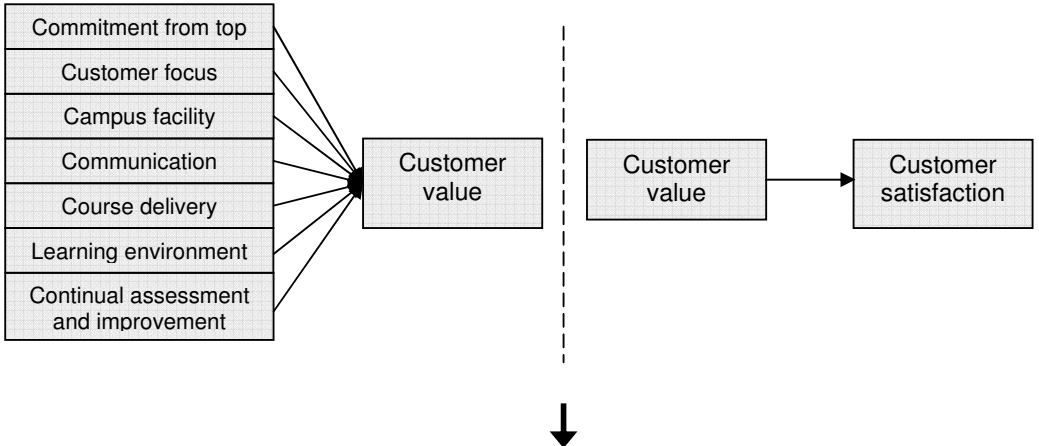 Commitment from top
Customer focus
Campus facility
Communication
Course delivery
Learning environment
Continual assessment
and improvement
Customer
value
Customer
value
Customer
satisfaction